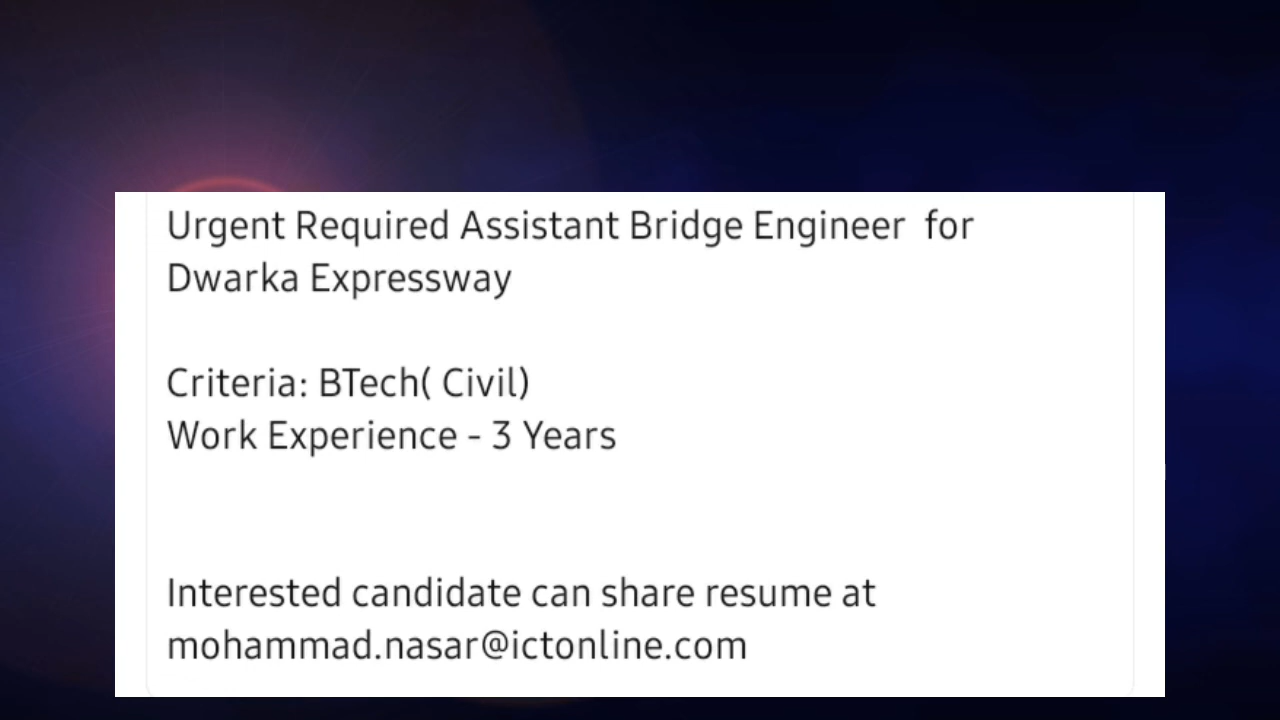 Urgent Required Assistant Bridge Engineer for
Dwarka Expressway
Criteria: BTech( Civil)
Work Experience - 3 Years
Interested candidate can share resume at
mohammad.nasar@ictonline.com